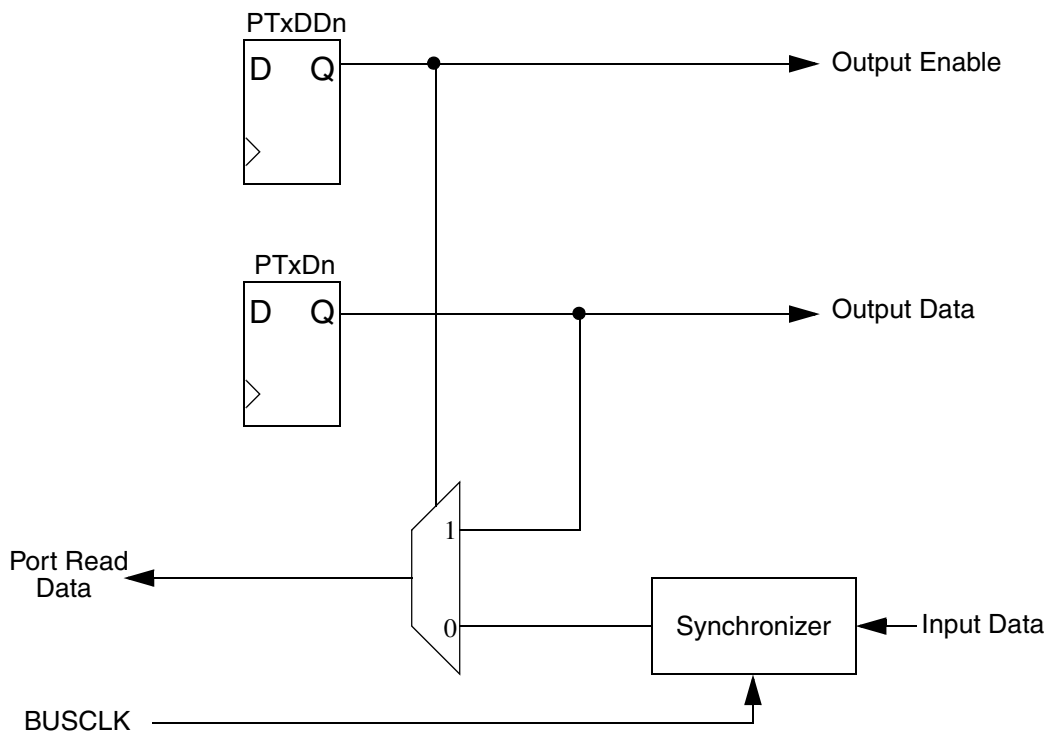 PTxDDn
D Q
Output Enable
PTxDn
D Q
Output Data
1
Port Read
Data
0
Synchronizer
Input Data
BUSCLK